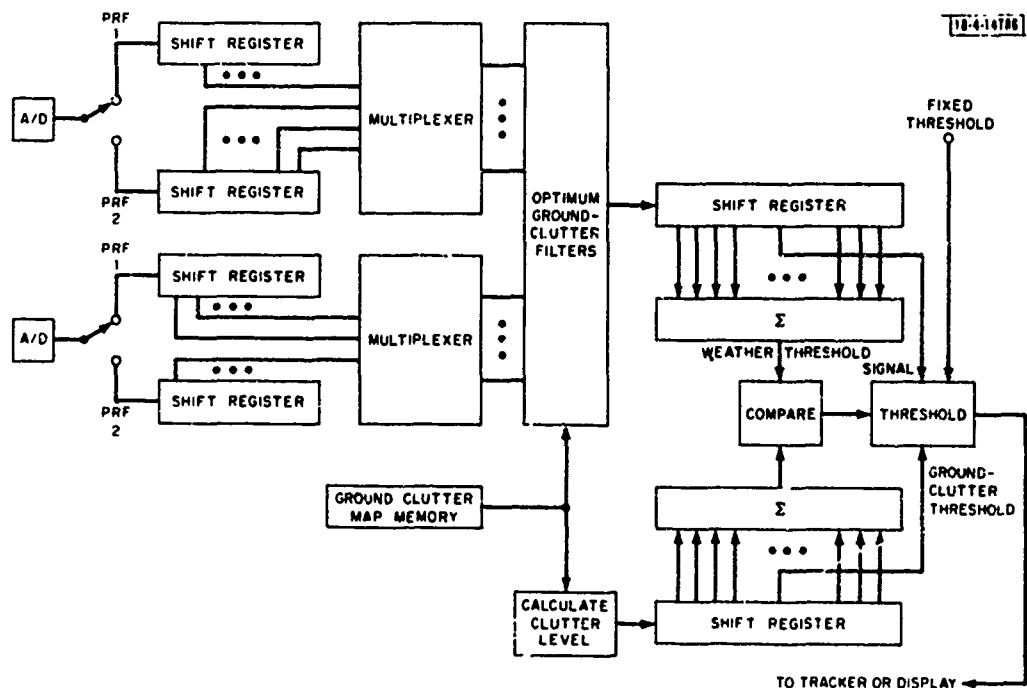 18-4-14786
PRF
1
SHIFT REGISTER
A/D
MULTIPLEXER
SHIFT REGISTER
PRF
2
PRF
1
SHIFT REGISTER
A/D
MULTIPLEXER
SHIFT REGISTER
PRF
2
OPTIMUM
GROUND-
CLUTTER
FILTERS
GROUND CLUTTER
MAP MEMORY
CALCULATE
CLUTTER
LEVEL
FIXED
THRESHOLD
SHIFT REGISTER
Σ
WEATHER THRESHOLD
SIGNAL
COMPARE
THRESHOLD
GROUND-
CLUTTER
THRESHOLD
Σ
SHIFT REGISTER
TO TRACKER OR DISPLAY